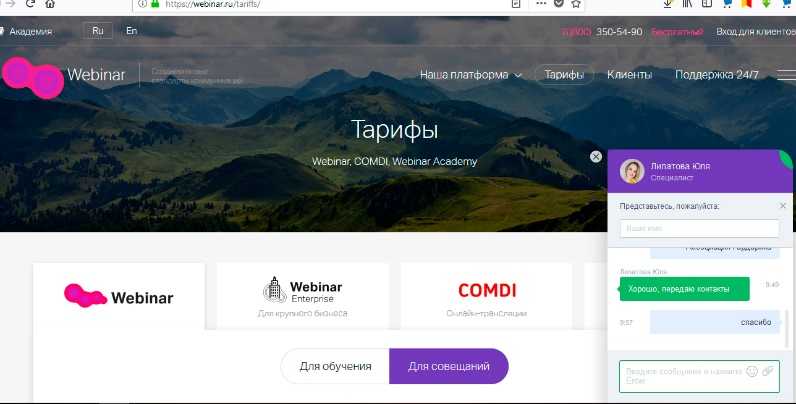 https://webinar.ru/tariffs/
Академия
Ru
En
8 (800) 350-54-90
Бесплатный
Вход для клиентов
Webinar
Создаем новые
стандарты коммуникаций
Наша платформа
Тарифы
Клиенты
Поддержка 24/7
Тарифы
Webinar, COMDI, Webinar Academy
Липатова Юля
Специалист
Представьтесь, пожалуйста:
Ваше имя
Липатова Юля
Хорошо, передаю контакты
9:49
9:57
спасибо
Введите сообщение и нажмите
Enter
Webinar
Webinar
Enterprise
Для крупного бизнеса
COMDI
Онлайн-трансляции
Для обучения
Для совещаний